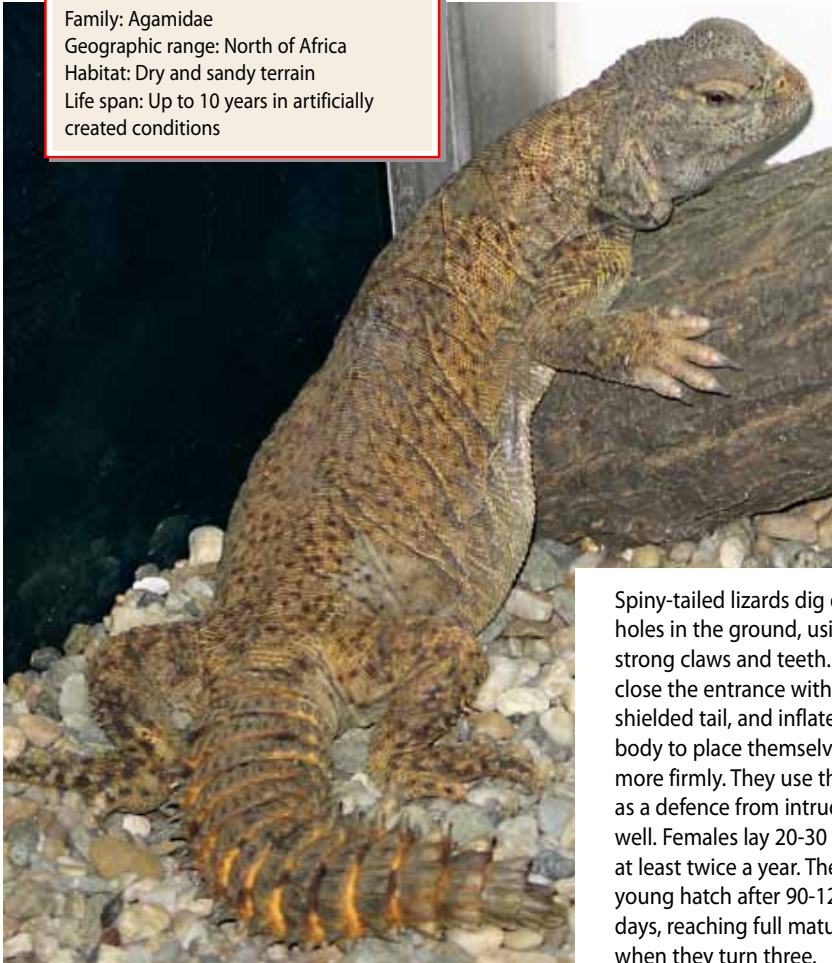 Family: Agamidae
Geographic range: North of Africa
Habitat: Dry and sandy terrain
Life span: Up to 10 years in artificially
created conditions
Spiny-tailed lizards dig
holes in the ground,
strong claws and teeth.
close the entrance with
shielded tail, and inflate
body to place
more firmly. They use
as a defence from
well. Females lay 20-30
at least twice a year.
young hatch after
days, reaching full
when they turn three.